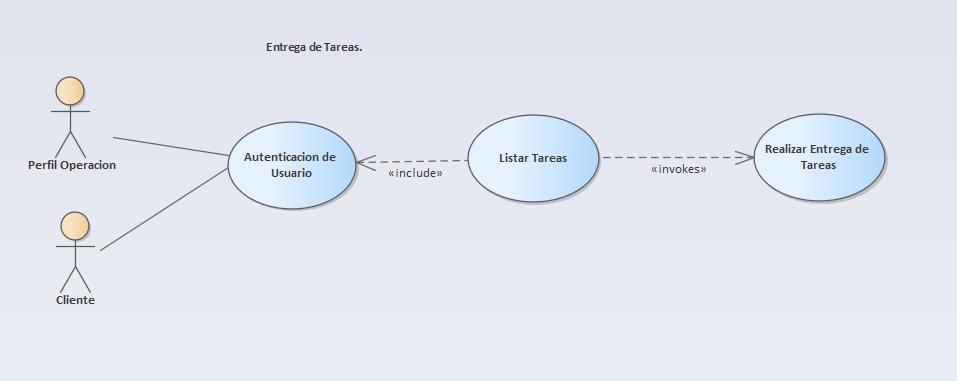 Entrega de Tareas.
Perfil Operacion
Autenticacion de
Usuario
«include»
Listar Tareas
«invokes»
Realizar Entrega de
Tareas
Cliente